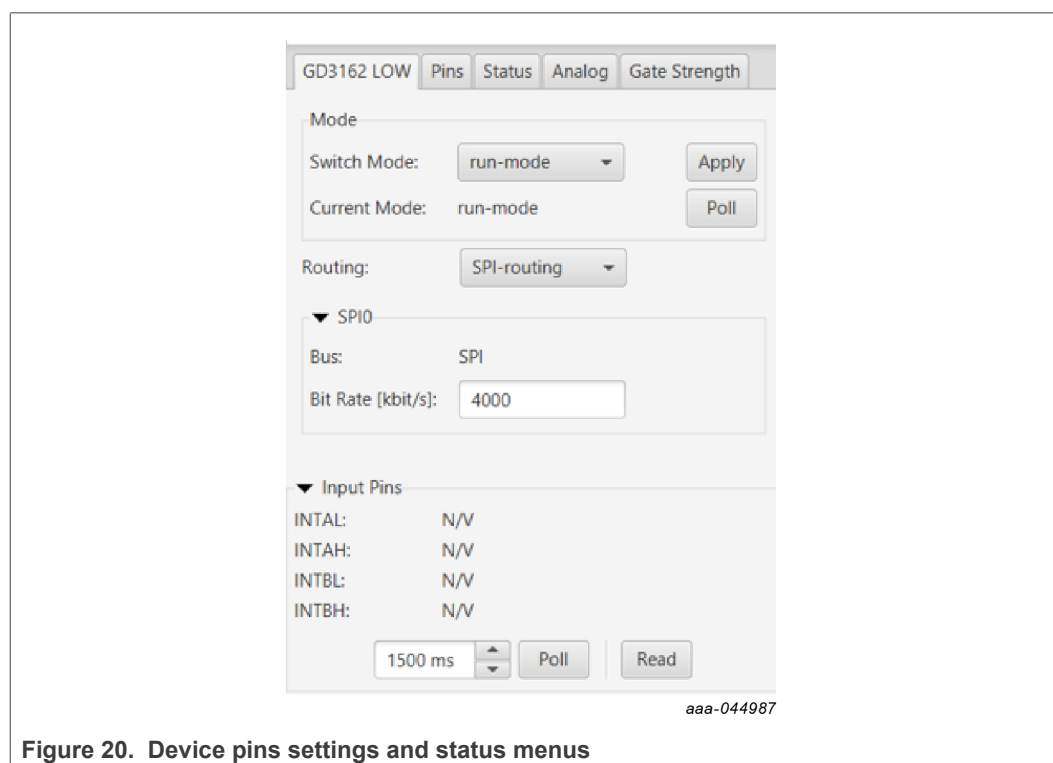 GD3162 LOW Pins Status Analog Gate Strength
Mode
Switch Mode: run-mode Apply
Current Mode: run-mode Poll
Routing: SPI-routing
SPI0
Bus: SPI
Bit Rate [kbit/s]: 4000
Input Pins
INTAL: N/V
INTAH: N/V
INTBL: N/V
INTBH: N/V
1500 ms Poll Read
aaa-044987
Figure 20. Device pins settings and status menus